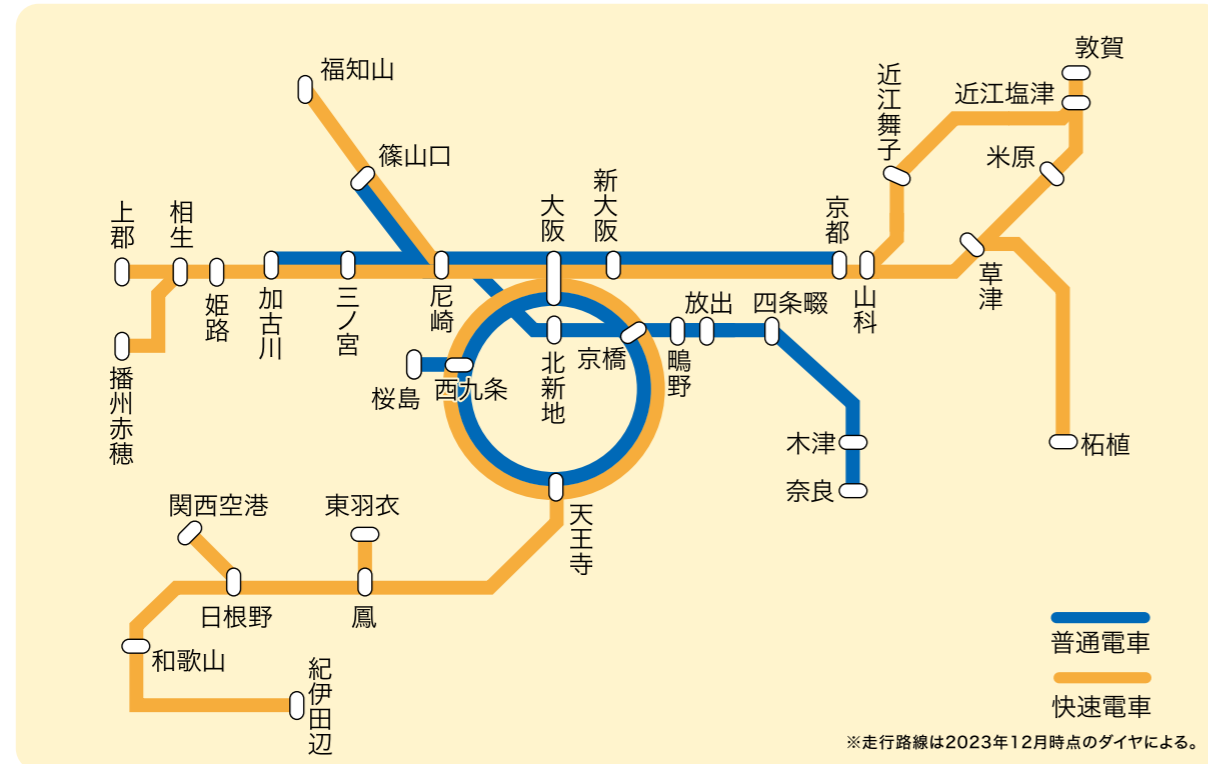 敦賀
近江塩津
近江舞子
米原
福知山
篠山口
新大阪
大阪
京都
上郡
相生
姫路
加古川
三ノ宮
尼崎
山科
草津
放出
四条畷
北新地
京橋
鴫野
播州赤穂
桜島
西九条
木津
柘植
奈良
関西空港
東羽衣
天王寺
日根野
鳳
和歌山
紀伊田辺
普通電車
快速電車
※走行路線は2023年12月時点のダイヤによる。